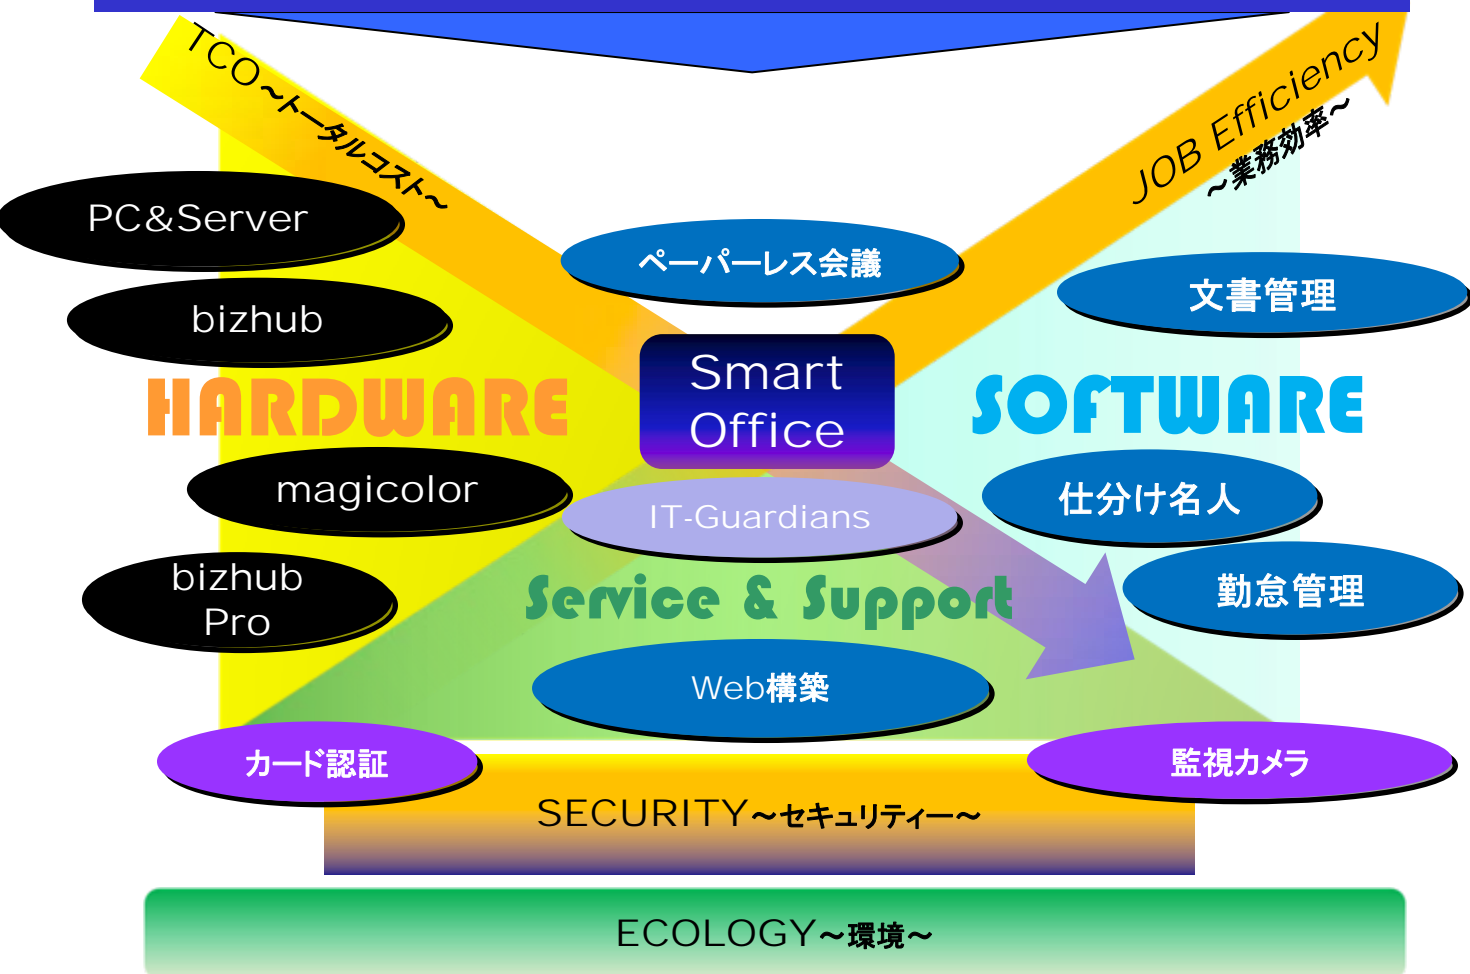 TCO～トータルコスト～
JOB Efficiency
～業務効率～
PC&Server
ペーパーレス会議
文書管理
bizhub
Smart
Office
HARDWARE
SOFTWARE
magicolor
IT-Guardians
仕分け名人
bizhub
Pro
Service & Support
勤怠管理
Web構築
カード認証
監視カメラ
SECURITY～セキュリティー～
ECOLOGY～環境～